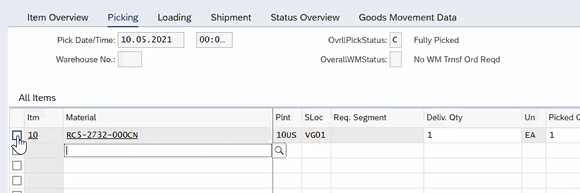 Item Overview Picking Loading Shipment Status Overview Goods Movement Data
Pick Date/Time: 10.05.2021 00:0... OvrllPickStatus: C Fully Picked
Warehouse No.: OverallWMStatus: No WM Trnsf Ord Reqd
All Items
Itm Material Plnt SLoc Req. Segment Deliv. Qty Un Picked
10 RC5-2732-000CN 10US VG01 1 EA 1